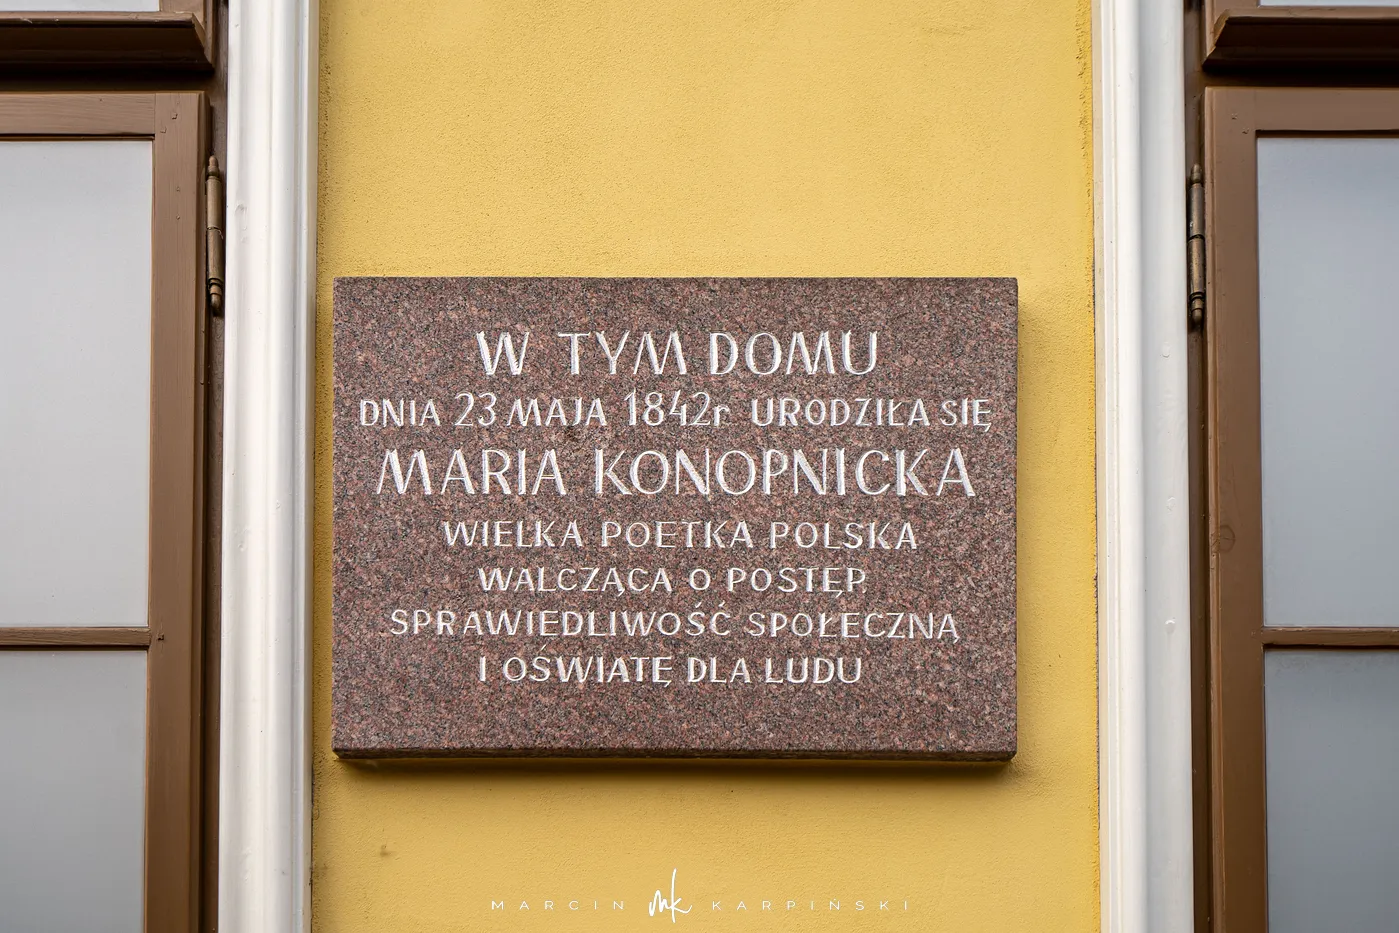 W TYM DOMU
DNIA 23 MAJA 1842r URODZIŁA SIĘ
MARIA KONOPNICKA
WIELKA POETKA POLSKA
WALCZĄCA O POSTĘP,
SPRAWIEDLIWOŚĆ SPOŁECZNĄ
I OŚWIATĘ DLA LUDU
MARCIN mk KARPIŃSKI